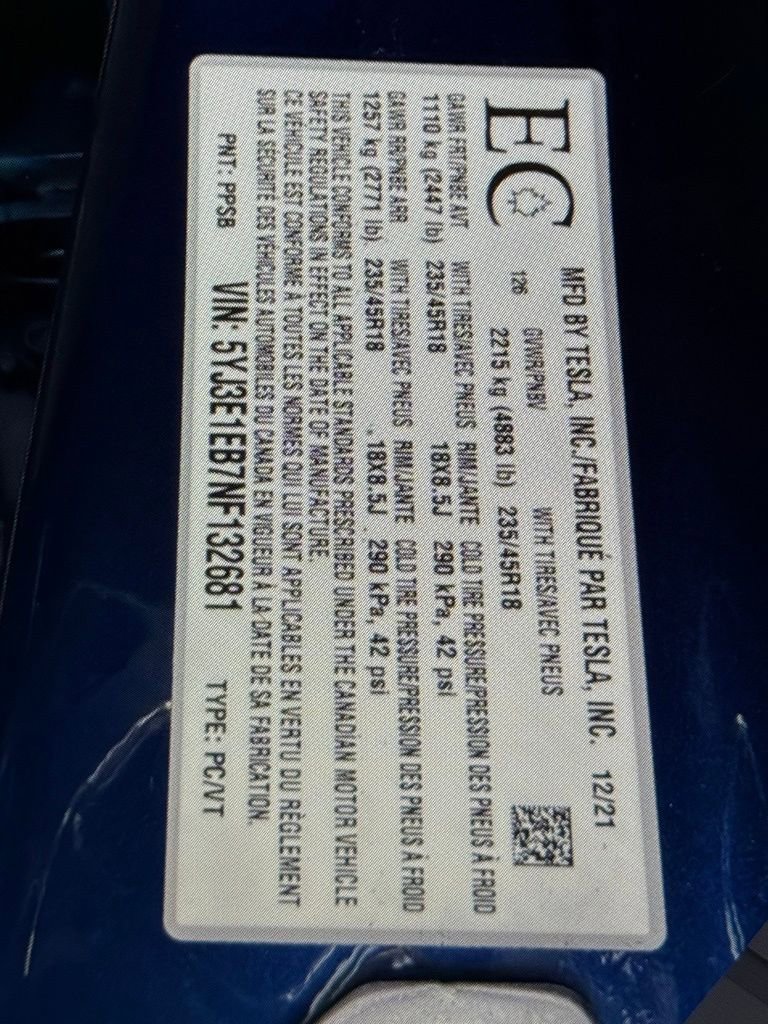 MFD BY TESLA, INC./FABRIQUÉ PAR TESLA, INC. 12/21
EC
126
GVWR/PNBV WITH TIRES/AVEC PNEUS
2215 kg (4883 lb) 235/45R18
GAWR FRT/PNBE AVT WITH TIRES/AVEC PNEUS RIM/JANTE COLD TIRE PRESSURE/PRESSION DES PNEUS À FROID
1110 kg (2447 lb) 235/45R18 18X8.5J 290 kPa, 42 psi
GAWR RR/PNBE ARR WITH TIRES/AVEC PNEUS RIM/JANTE COLD TIRE PRESSURE/PRESSION DES PNEUS À FROID
1257 kg (2771 lb) 235/45R18 18X8.5J 290 kPa, 42 psi
THIS VEHICLE CONFORMS TO ALL APPLICABLE STANDARDS PRESCRIBED UNDER THE CANADIAN MOTOR VEHICLE
SAFETY REGULATIONS IN EFFECT ON THE DATE OF MANUFACTURE.
CE VÉHICULE EST CONFORME À TOUTES LES NORMES QUI LUI SONT APPLICABLES EN VERTU DU RÈGLEMENT
SUR LA SÉCURITÉ DES VÉHICULES AUTOMOBILES DU CANADA EN VIGUEUR À LA DATE DE SA FABRICATION.
PNT: PPSB VIN: 5YJ3E1EB7NF132681 TYPE: PC/VT